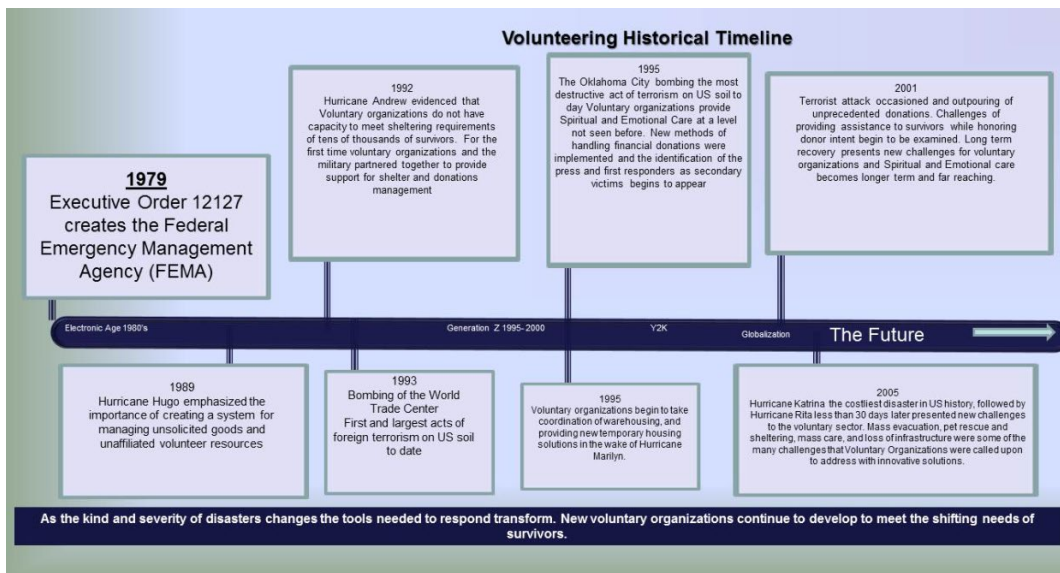 Volunteering Historical Timeline
1979
Executive Order 12127
creates the Federal
Emergency Management
Agency (FEMA)
1992
Hurricane Andrew evidenced that
Voluntary organizations do not have
capacity to meet sheltering requirements
of tens of thousands of survivors. For the
first time voluntary organizations and the
military partnered together to provide
support for shelter and donations
management
1995
The Oklahoma City bombing the most
destructive act of terrorism on US soil to
day Voluntary organizations provide
Spiritual and Emotional Care at a level
not seen before. New methods of
handling financial donations were
implemented and the identification of the
press and first responders as secondary
victims begins to appear
2001
Terrorist attack occasioned and outpouring of
unprecedented donations. Challenges of
providing assistance to survivors while honoring
donor intent begin to be examined. Long term
recovery presents new challenges for voluntary
organizations and Spiritual and Emotional care
becomes longer term and far reaching.
Electronic Age 1980's
Generation Z 1995-2000
Y2K
Globalization
The Future
1989
Hurricane Hugo emphasized the
importance of creating a system for
managing unsolicited goods and
unaffiliated volunteer resources
1993
Bombing of the World
Trade Center
First and largest acts of
foreign terrorism on US soil
to date
1995
Voluntary organizations begin to take
coordination of warehousing, and
providing new temporary housing
solutions in the wake of Hurricane
Marilyn.
2005
Hurricane Katrina the costliest disaster in US history, followed by
Hurricane Rita less than 30 days later presented new challenges
to the voluntary sector. Mass evacuation, pet rescue and
sheltering, mass care, and loss of infrastructure were some of the
many challenges that Voluntary Organizations were called upon
to address with innovative solutions.
As the kind and severity of disasters changes the tools needed to respond transform. New voluntary organizations continue to develop to meet the shifting needs of
survivors.